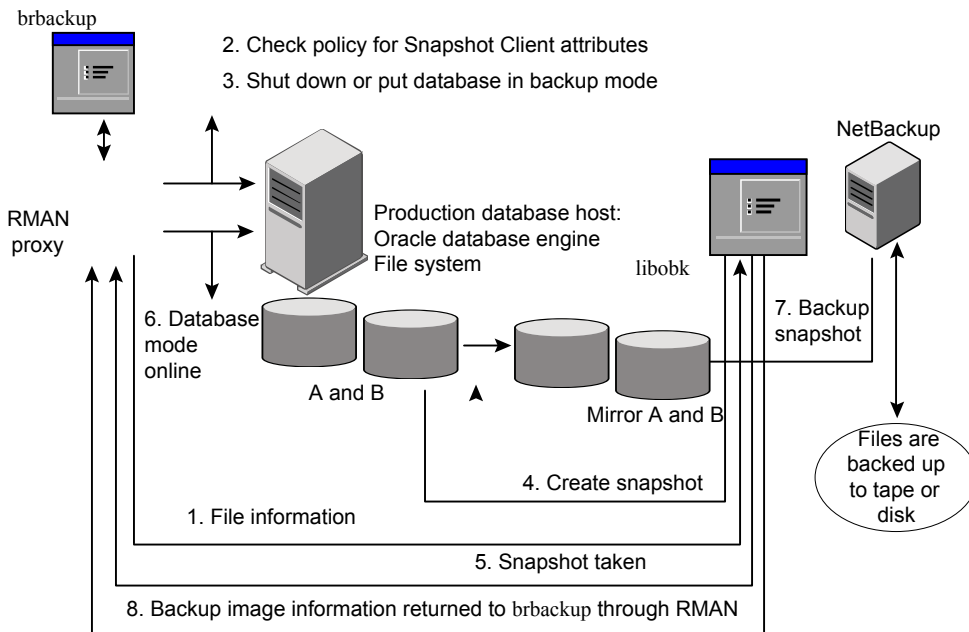 brbackup
2. Check policy for Snapshot Client attributes
3. Shut down or put database in backup mode
NetBackup
RMAN
proxy
Production database host:
Oracle database engine
File system
libobk
6. Database
mode
online
7. Backup
snapshot
A and B
Mirror A and B
Files are
backed up
to tape or
disk
4. Create snapshot
1. File information
5. Snapshot taken
8. Backup image information returned to brbackup through RMAN